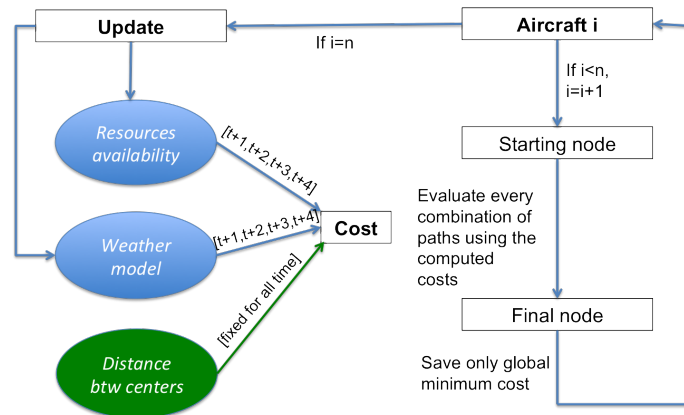 Update
If i=n
Aircraft i
If i<n,
i=i+1
Resources
availability
[t+1,t+2,t+3,t+4]
Starting node
Evaluate every
combination of
paths using the
computed
costs
Weather
model
[t+1,t+2,t+3,t+4]
Cost
[fixed for all time]
Final node
Distance
btw centers
Save only global
minimum cost